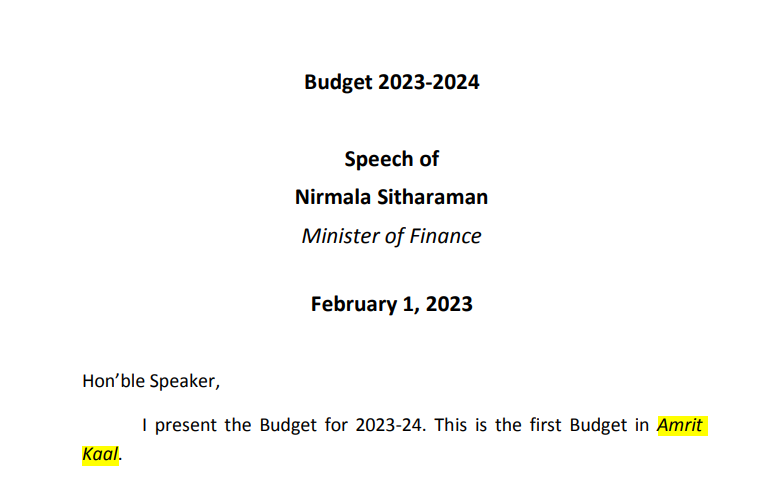 Budget 2023-2024
Speech of
Nirmala Sitharaman
Minister of Finance
February 1, 2023
Hon’ble Speaker,
I present the Budget for 2023-24. This is the first Budget in Amrit
Kaal.